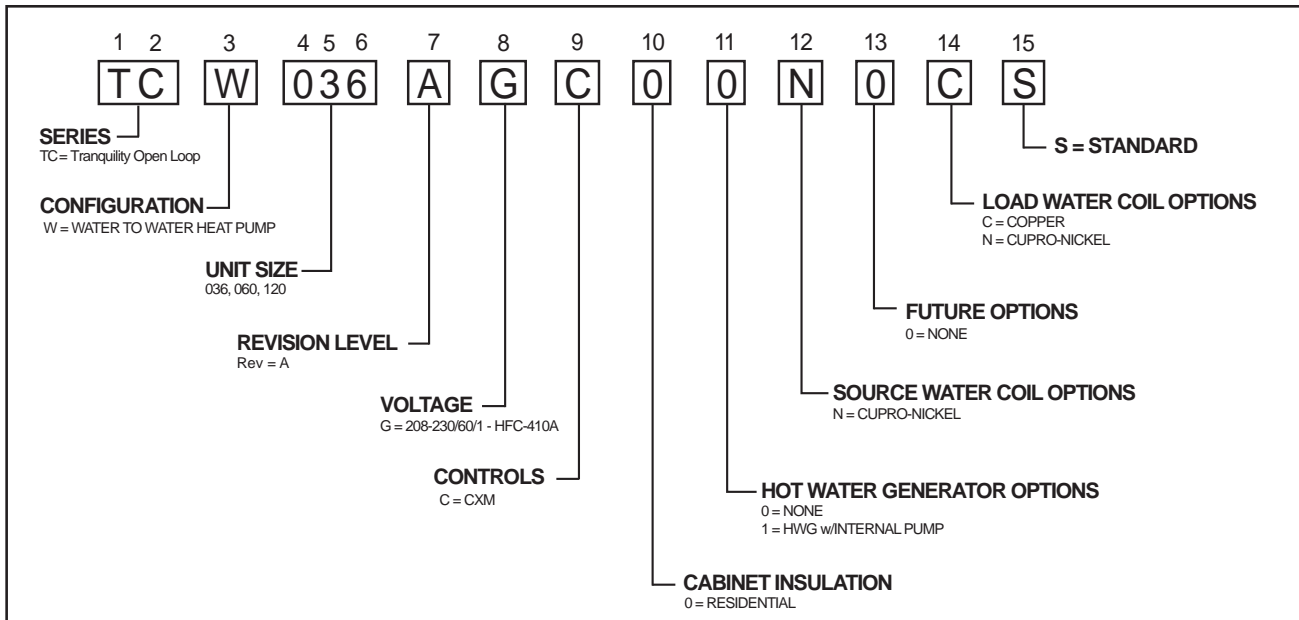 1 2 3 4 5 6 7 8 9 10 11 12 13 14 15
TC W 036 A G C 0 0 N 0 C S
SERIES
TC = Tranquility Open Loop
S = STANDARD
CONFIGURATION
W = WATER TO WATER HEAT PUMP
LOAD WATER COIL OPTIONS
C = COPPER
N = CUPRO-NICKEL
UNIT SIZE
036, 060, 120
FUTURE OPTIONS
0 = NONE
REVISION LEVEL
Rev = A
SOURCE WATER COIL OPTIONS
N = CUPRO-NICKEL
VOLTAGE
G = 208-230/60/1 - HFC-410A
CONTROLS
C = CXM
HOT WATER GENERATOR OPTIONS
0 = NONE
1 = HWG w/INTERNAL PUMP
CABINET INSULATION
0 = RESIDENTIAL